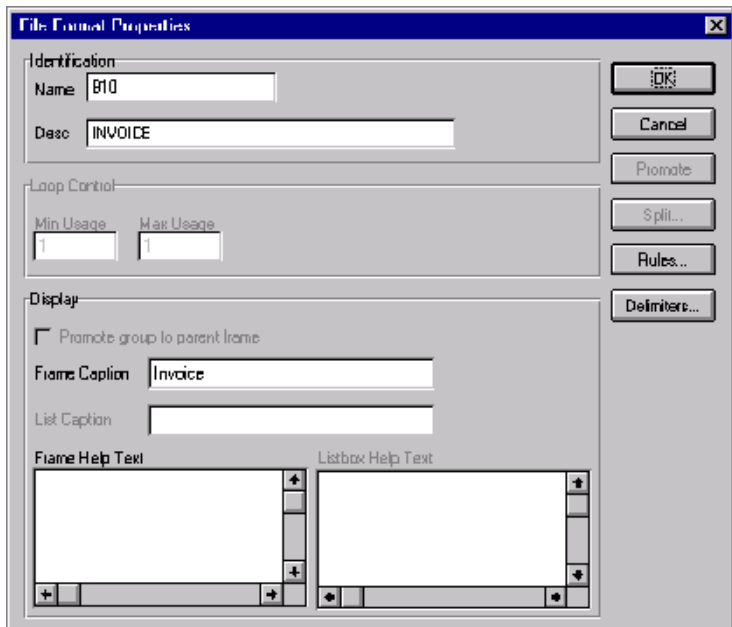 File Format Properties
Identification
Name 810
Desc INVOICE
Loop Control
Min Usage Max Usage
1 1
Display
Promote group to parent frame
Frame Caption Invoice
List Caption
Frame Help Text Listbox Help Text
OK
Cancel
Promote
Split...
Rules...
Delimiters...